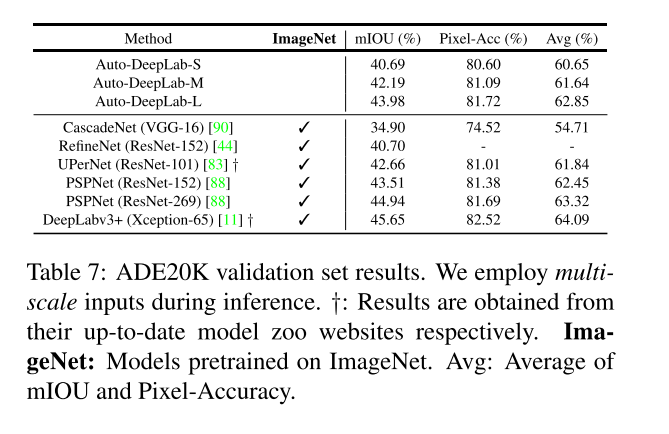 Method ImageNet mIOU (%) Pixel-Acc (%) Avg (%)
Auto-DeepLab-S 40.69 80.60 60.65
Auto-DeepLab-M 42.19 81.09 61.64
Auto-DeepLab-L 43.98 81.72 62.85
CascadeNet (VGG-16) [90] ✓ 34.90 74.52 54.71
RefineNet (ResNet-152) [44] ✓ 40.70 - -
UPerNet (ResNet-101) [83] † ✓ 42.66 81.01 61.84
PSPNet (ResNet-152) [88] ✓ 43.51 81.38 62.45
PSPNet (ResNet-269) [88] ✓ 44.94 81.69 63.32
DeepLabv3+ (Xception-65) [11] † ✓ 45.65 82.52 64.09
Table 7: ADE20K validation set results. We employ multi-
scale inputs during inference. †: Results are obtained from
their up-to-date model zoo websites respectively. Ima-
geNet: Models pretrained on ImageNet. Avg: Average of
mIOU and Pixel-Accuracy.